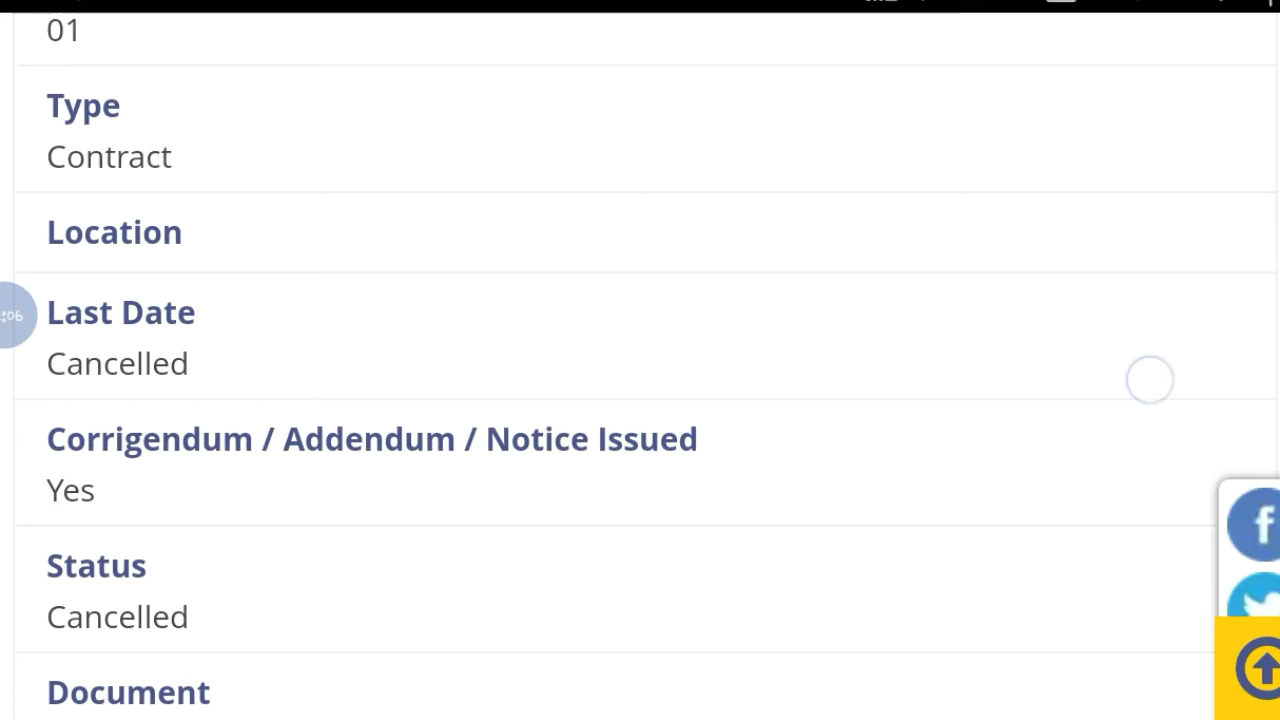 01
Type
Contract
Location
Last Date
Cancelled
Corrigendum / Addendum / Notice Issued
Yes
Status
Cancelled
Document